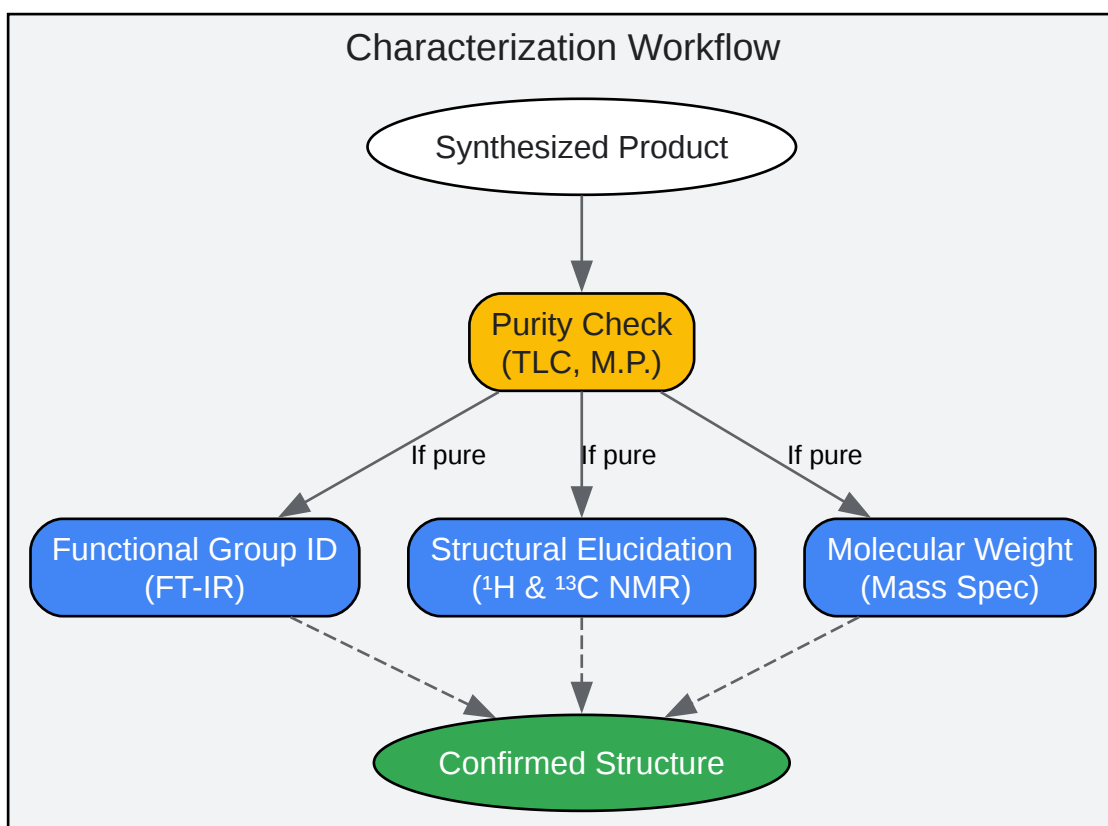 Characterization Workflow
Synthesized Product
Purity Check
(TLC, M.P.)
If pure
If pure
If pure
Functional Group ID
(FT-IR)
Structural Elucidation
(¹H & ¹³C NMR)
Molecular Weight
(Mass Spec)
Confirmed Structure